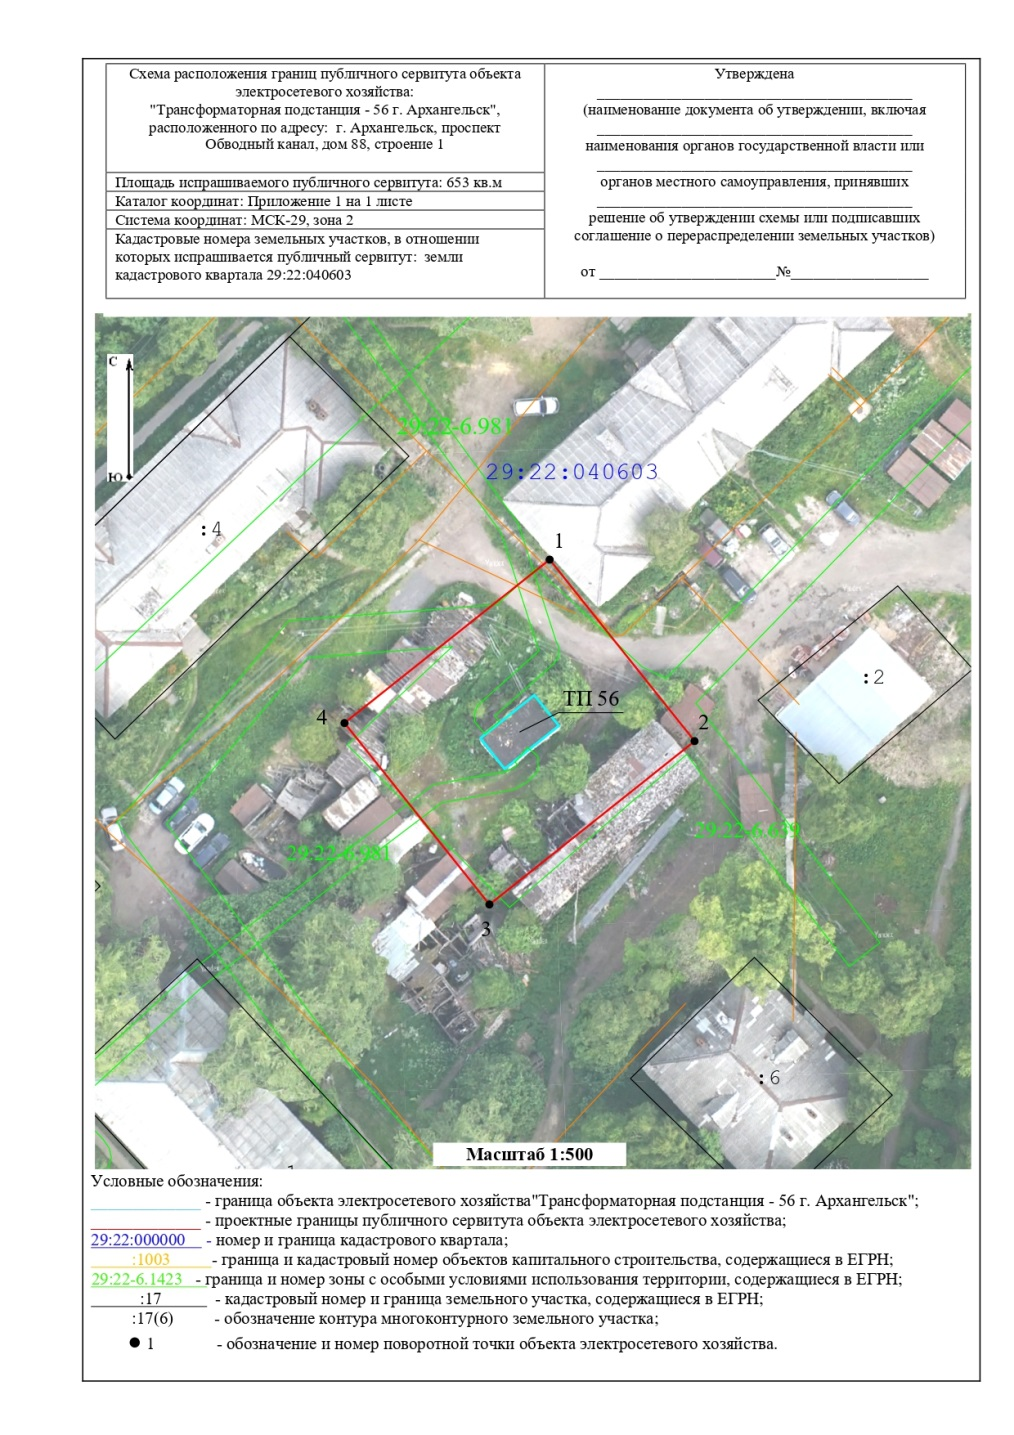 Схема расположения границ публичного сервитута объекта
электросетевого хозяйства:
"Трансформаторная подстанция - 56 г. Архангельск",
расположенного по адресу: г. Архангельск, проспект
Обводный канал, дом 88, строение 1
Площадь испрашиваемого публичного сервитута: 653 кв.м
Каталог координат: Приложение 1 на 1 листе
Система координат: МСК-29, зона 2
Кадастровые номера земельных участков, в отношении
которых испрашивается публичный сервитут: земли
кадастрового квартала 29:22:040603
Утверждена
(наименование документа об утверждении, включая
наименования органов государственной власти или
органов местного самоуправления, принявших
решение об утверждении схемы или подписавших
соглашение о перераспределении земельных участков)
от ______________________№__________________
С
Ю
29:22-6.981
29:22:040603
:4
1
:2
ТП 56
4
2
29:22-6.981
3
:6
Масштаб 1:500
Условные обозначения:
- граница объекта электросетевого хозяйства"Трансформаторная подстанция - 56 г. Архангельск";
- проектные границы публичного сервитута объекта электросетевого хозяйства;
29:22:000000 - номер и граница кадастрового квартала;
:1003 - граница и кадастровый номер объектов капитального строительства, содержащиеся в ЕГРН;
29:22-6.1423 - граница и номер зоны с особыми условиями использования территории, содержащиеся в ЕГРН;
:17 - кадастровый номер и граница земельного участка, содержащиеся в ЕГРН;
:17(6) - обозначение контура многоконтурного земельного участка;
1 - обозначение и номер поворотной точки объекта электросетевого хозяйства.